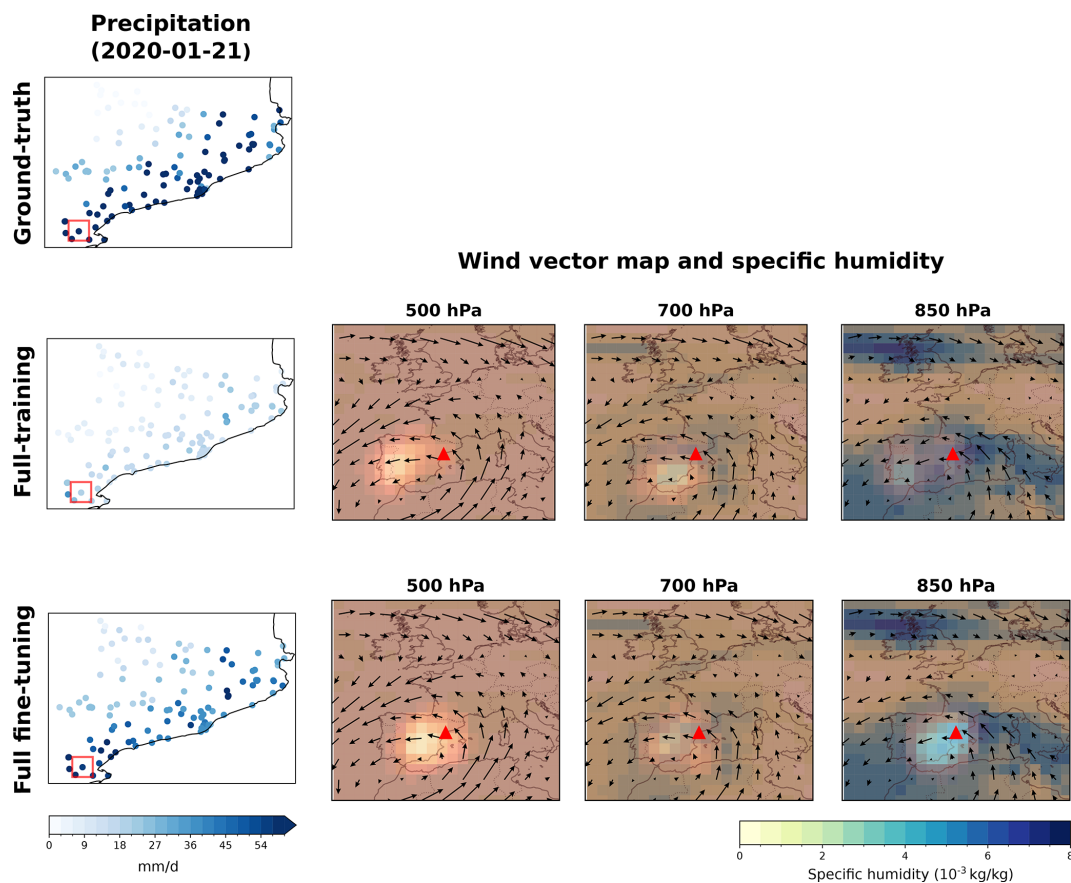 Precipitation
(2020-01-21)
Ground-truth
Wind vector map and specific humidity
Full-training
500 hPa
700 hPa
850 hPa
Full fine-tuning
500 hPa
700 hPa
850 hPa
0 9 18 27 36 45 54
mm/d
0 2 4 6 8
Specific humidity (10⁻³ kg/kg)